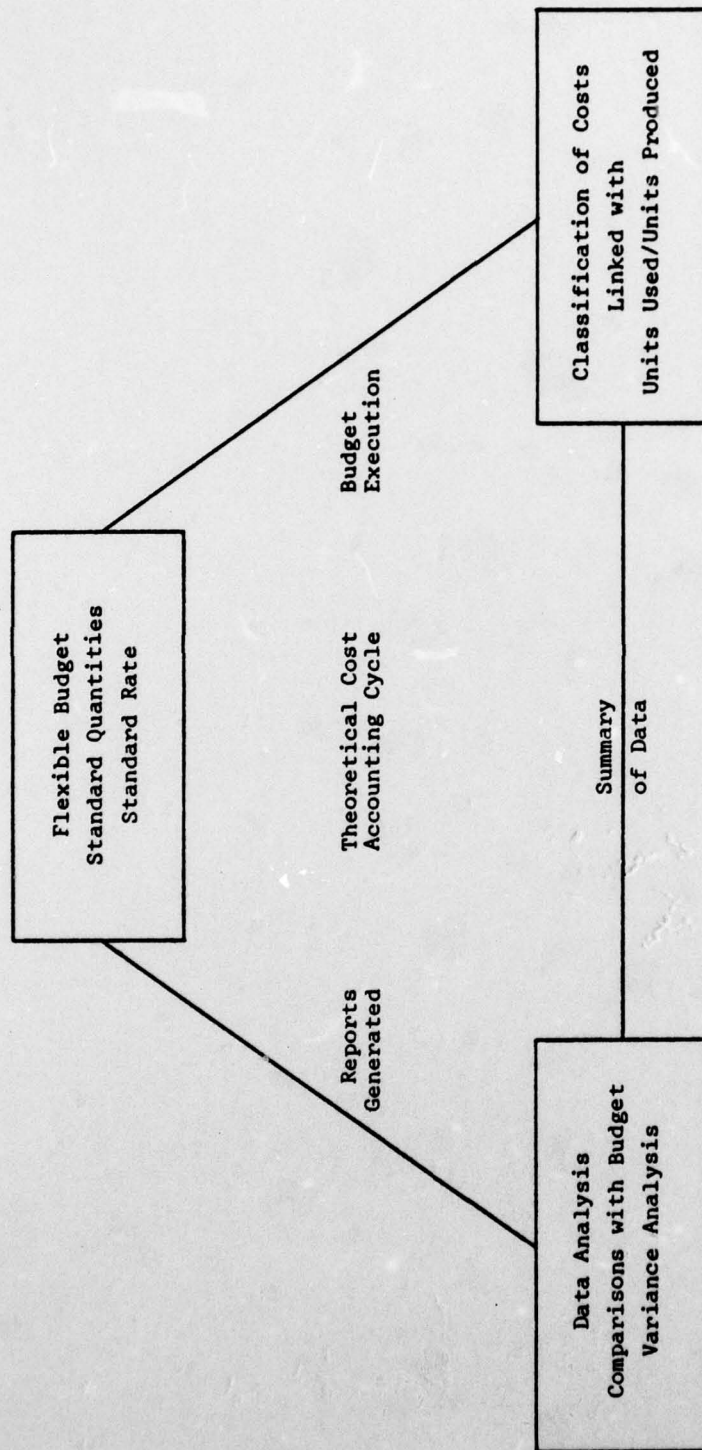 Flexible Budget
Standard Quantities
Standard Rate
Reports
Generated
Theoretical Cost
Accounting Cycle
Budget
Execution
Data Analysis
Comparisons with Budget
Variance Analysis
Summary
of Data
Classification of Costs
Linked with
Units Used/Units Produced